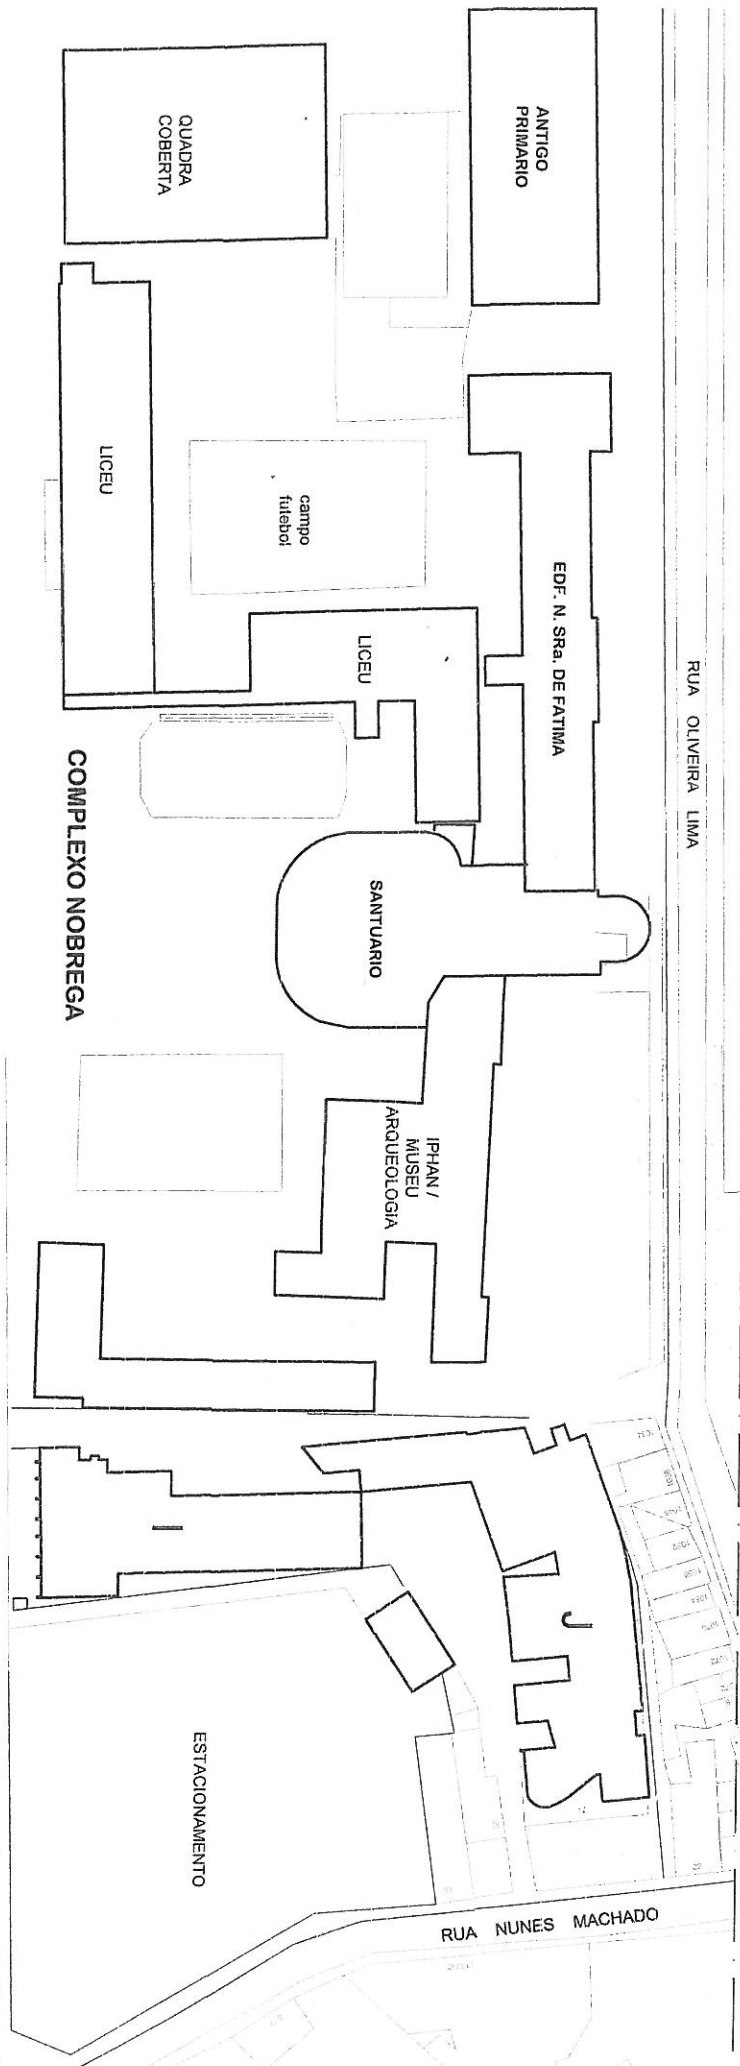 ANTIGO
PRIMARIO
QUADRA
COBERTA
RUA OLIVEIRA LIMA
EDF. N. SRa. DE FATIMA
campo
futebol
LICEU
LICEU
SANTUARIO
COMPLEXO NOBREGA
IPHAN /
MUSEU
ARQUEOLOGIA
I
J
ESTACIONAMENTO
RUA NUNES MACHADO